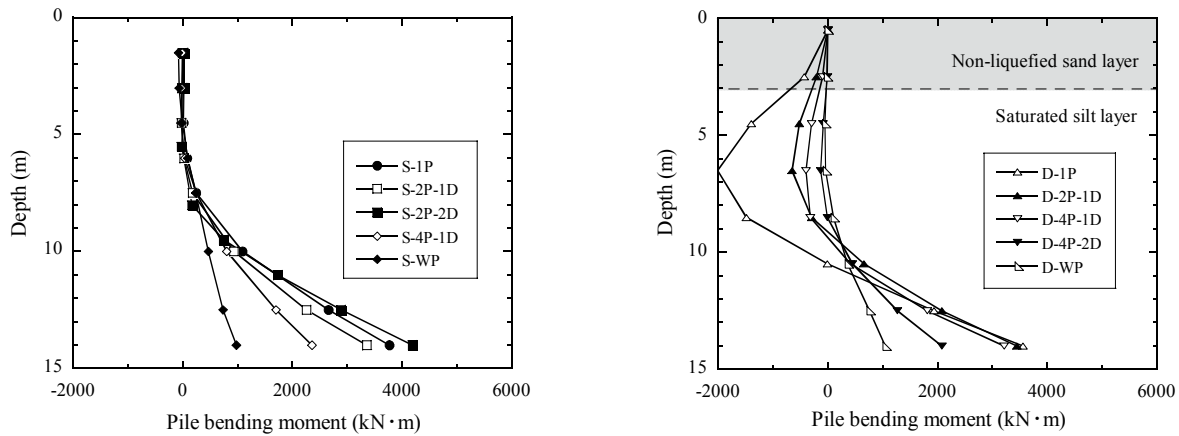 0
5
10
15
Depth (m)
-2000 0 2000 4000 6000
Pile bending moment (kN·m)
S-1P
S-2P-1D
S-2P-2D
S-4P-1D
S-WP
0
5
10
15
Depth (m)
-2000 0 2000 4000 6000
Pile bending moment (kN·m)
Non-liquefied sand layer
Saturated silt layer
D-1P
D-2P-1D
D-4P-1D
D-4P-2D
D-WP